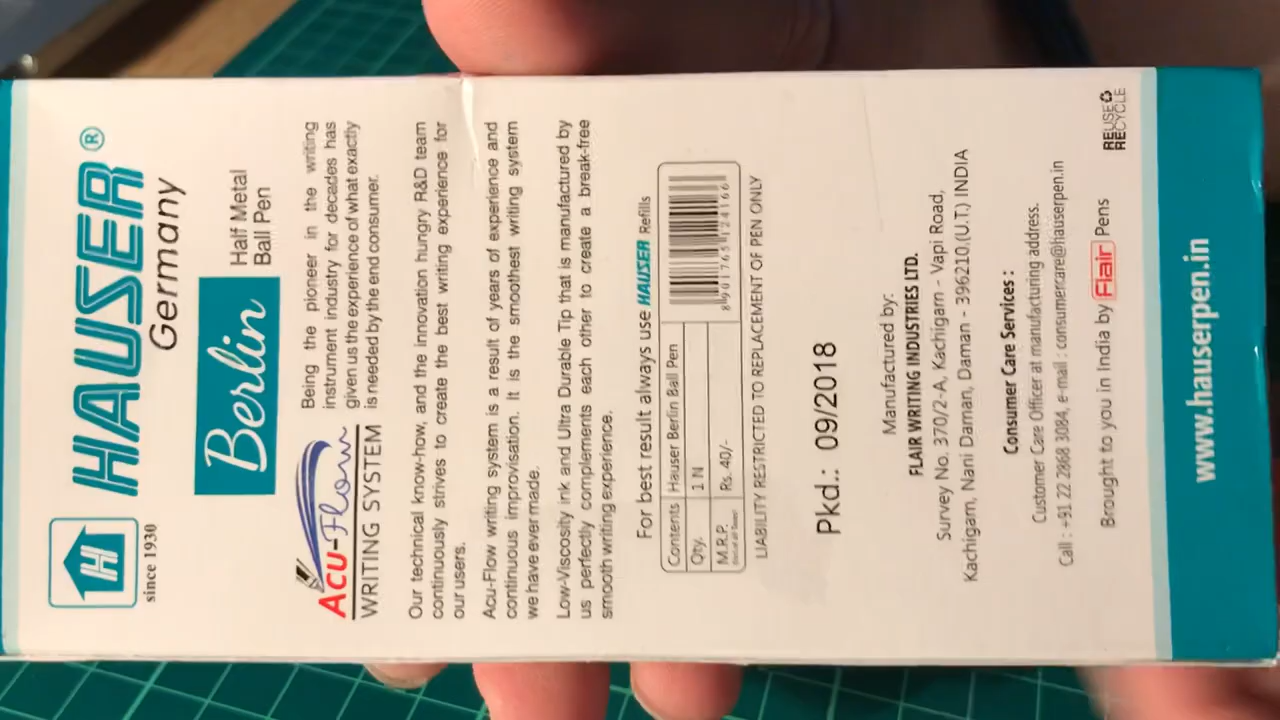 HAUSER®
Germany
since 1930
Berlin
Half Metal
Ball Pen
Acu-Flow
WRITING SYSTEM
Being the pioneer in the writing
instrument industry for decades has
given us the experience of what exactly
is needed by the end consumer.
Our technical know-how, and the innovation hungry R&D team
continuously strives to create the best writing experience for
our users.
Acu-Flow writing system is a result of years of experience and
continuous improvisation. It is the smoothest writing system
we have ever made.
Low-Viscosity ink and Ultra Durable Tip that is manufactured by
us perfectly complements each other to create a break-free
smooth writing experience.
For best result always use HAUSER Refills
Contents Hauser Berlin Ball Pen
Qty. 1 N
M.R.P. Rs. 40/-
8 901765 124166
LIABILITY RESTRICTED TO REPLACEMENT OF PEN ONLY
Pkd.: 09/2018
Manufactured by:
FLAIR WRITING INDUSTRIES LTD.
Survey No. 370/2-A, Kachigam - Vapi Road,
Kachigam, Nani Daman, Daman - 396210.(U.T.) INDIA
Consumer Care Services :
Customer Care Officer at manufacturing address.
Call : +91 22 2868 3084, e-mail : consumercare@hauserpen.in
Brought to you in India by Flair Pens
REUSE
RECYCLE
www.hauserpen.in